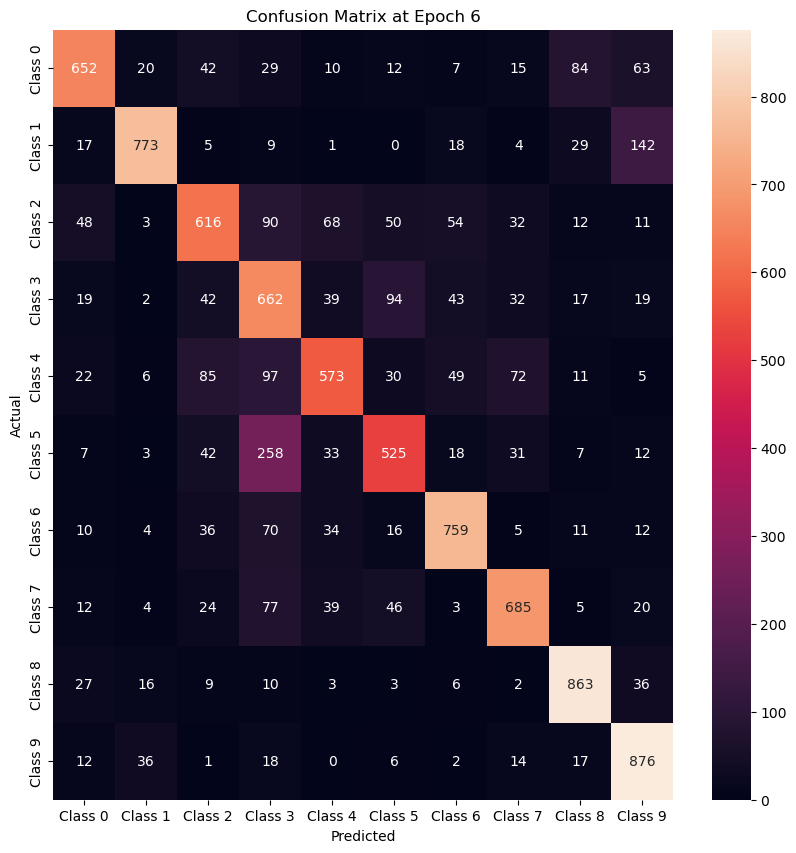 Confusion Matrix at Epoch 6
Class 0 652 20 42 29 10 12 7 15 84 63
Class 1 17 773 5 9 1 0 18 4 29 142
Class 2 48 3 616 90 68 50 54 32 12 11
Class 3 19 2 42 662 39 94 43 32 17 19
Class 4 22 6 85 97 573 30 49 72 11 5
Class 5 7 3 42 258 33 525 18 31 7 12
Class 6 10 4 36 70 34 16 759 5 11 12
Class 7 12 4 24 77 39 46 3 685 5 20
Class 8 27 16 9 10 3 3 6 2 863 36
Class 9 12 36 1 18 0 6 2 14 17 876
Class 0 Class 1 Class 2 Class 3 Class 4 Class 5 Class 6 Class 7 Class 8 Class 9
Predicted
Actual
800
700
600
500
400
300
200
100
0